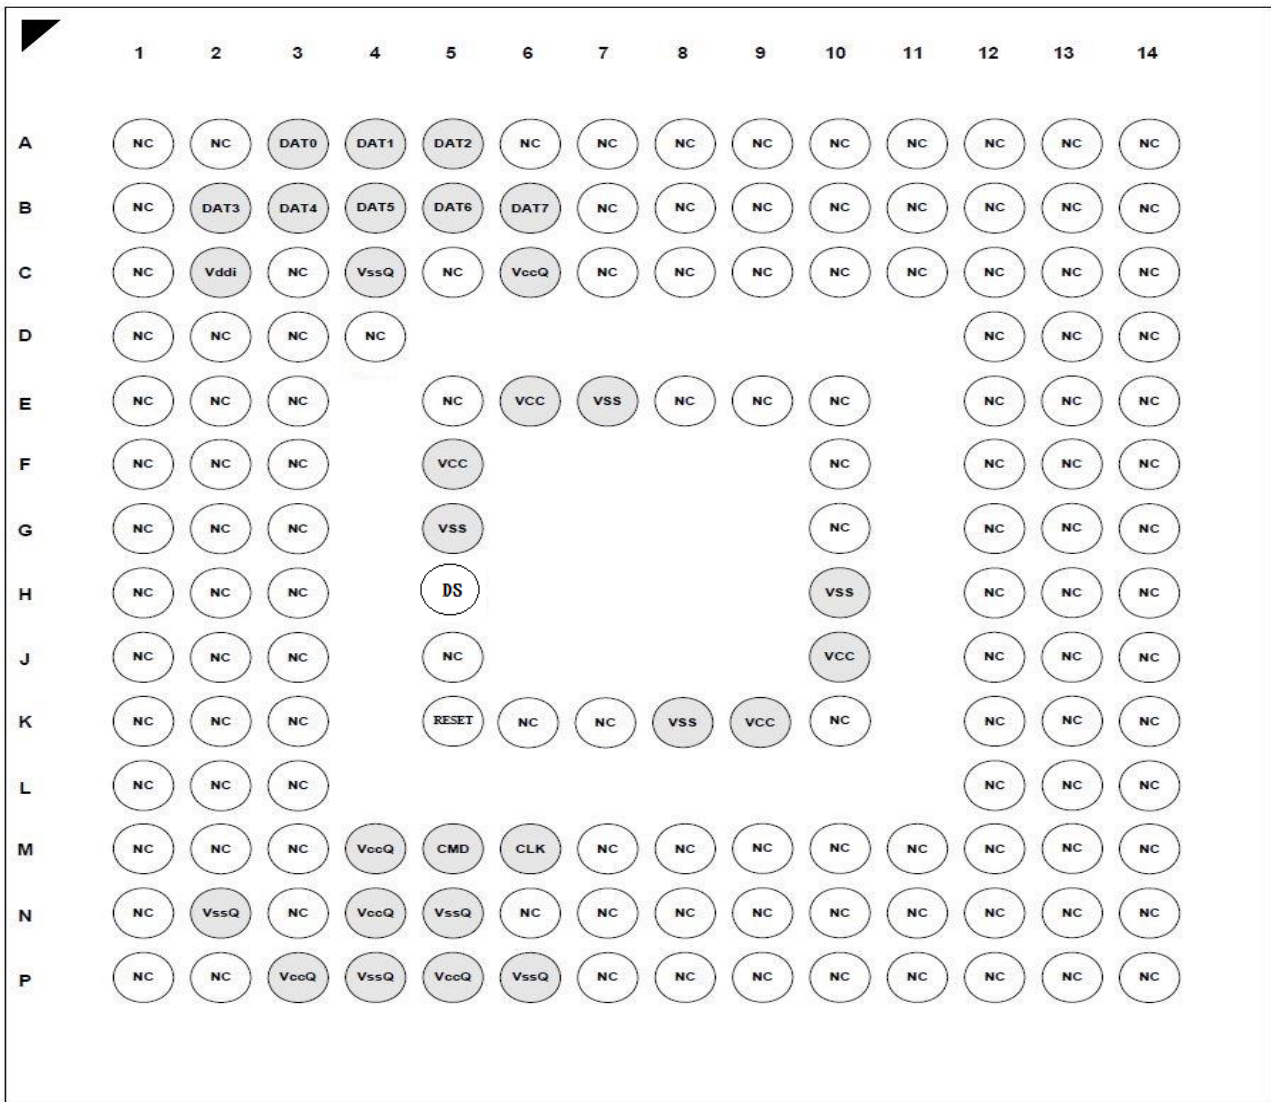 1 2 3 4 5 6 7 8 9 10 11 12 13 14
A NC NC DAT0 DAT1 DAT2 NC NC NC NC NC NC NC NC NC
B NC DAT3 DAT4 DAT5 DAT6 DAT7 NC NC NC NC NC NC NC NC
C NC Vddi NC VssQ NC VccQ NC NC NC NC NC NC NC NC
D NC NC NC NC NC NC NC
E NC NC NC NC VCC VSS NC NC NC NC NC NC
F NC NC NC VCC NC NC NC NC
G NC NC NC VSS NC NC NC NC
H NC NC NC DS VSS NC NC NC
J NC NC NC NC VCC NC NC NC
K NC NC NC RESET NC NC VSS VCC NC NC NC NC
L NC NC NC NC NC NC
M NC NC NC VccQ CMD CLK NC NC NC NC NC NC NC NC
N NC VssQ NC VccQ VssQ NC NC NC NC NC NC NC NC NC
P NC NC VccQ VssQ VccQ VssQ NC NC NC NC NC NC NC NC